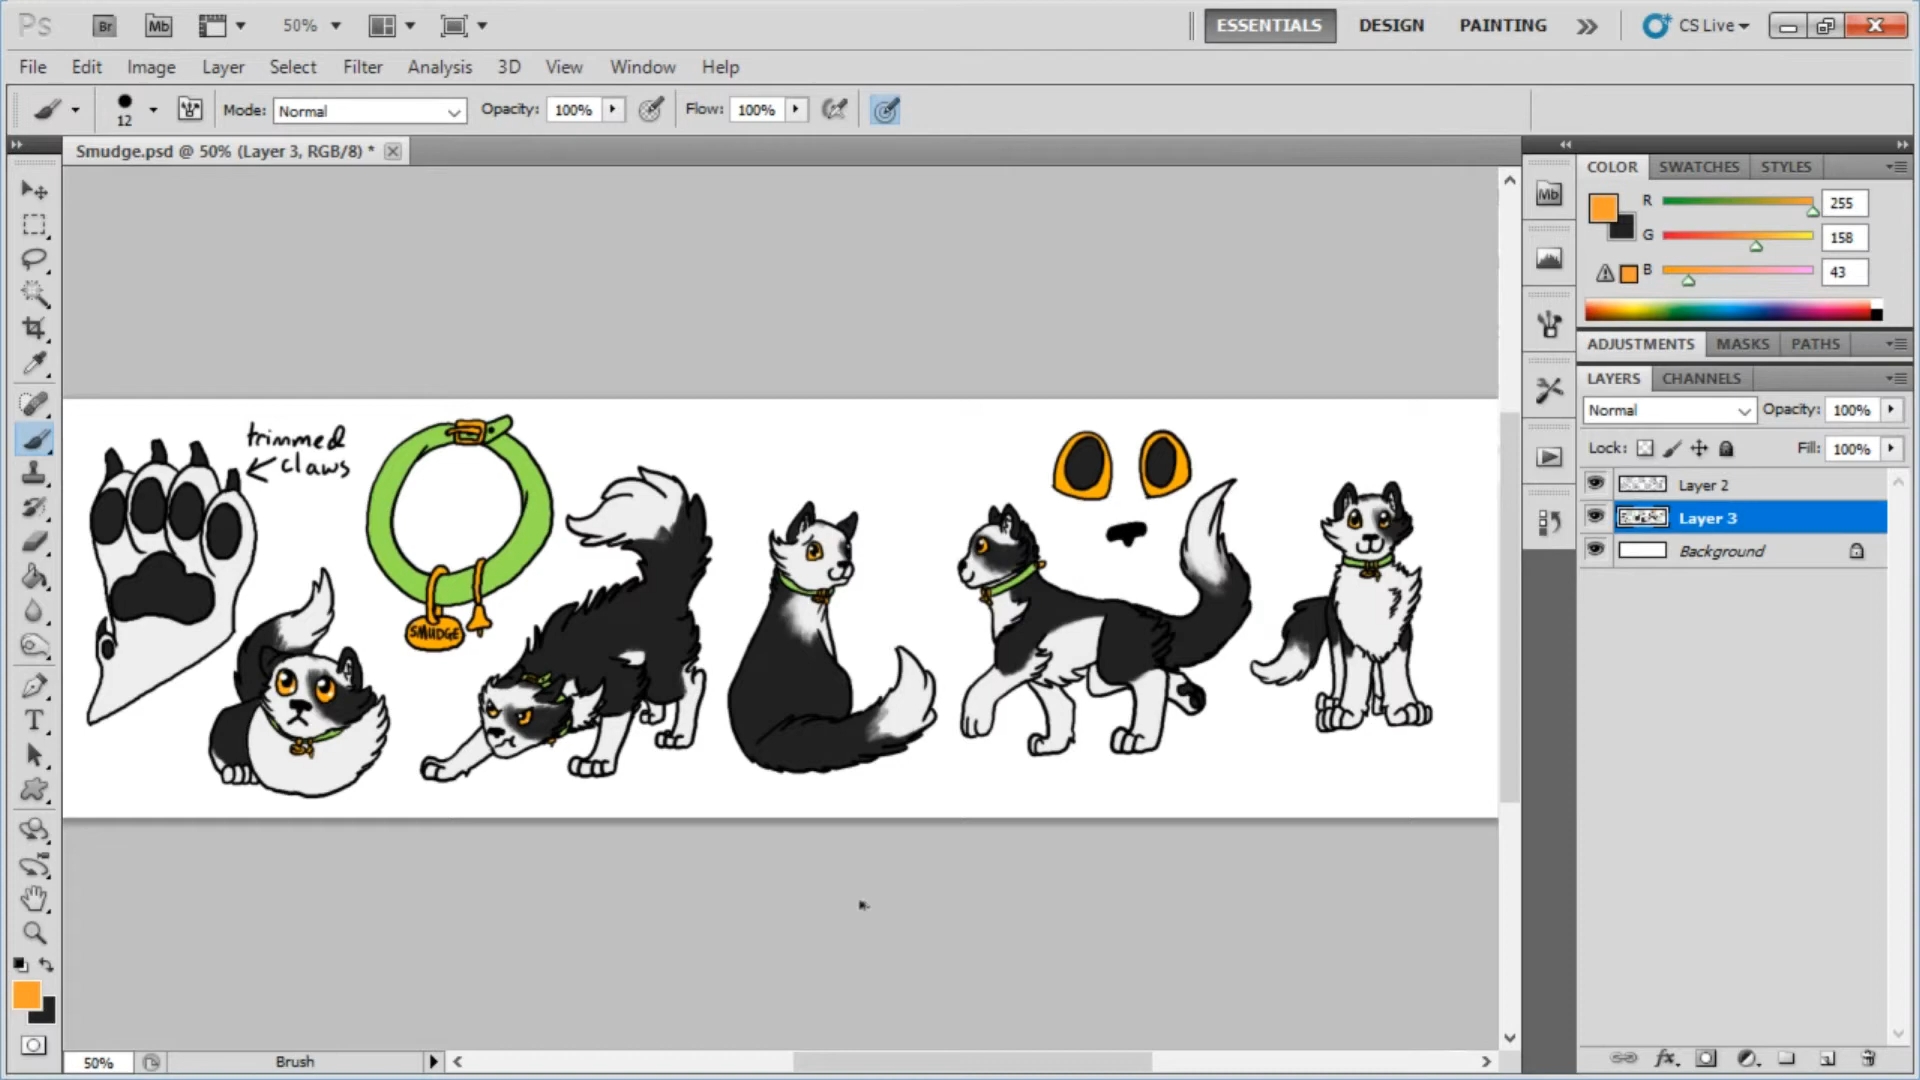 Ps Br Mb 50% ESSENTIALS DESIGN PAINTING CS Live
File Edit Image Layer Select Filter Analysis 3D View Window Help
12 Mode: Normal Opacity: 100% Flow: 100%
Smudge.psd @ 50% (Layer 3, RGB/8) *
Mb
COLOR SWATCHES STYLES
R 255
G 158
B 43
ADJUSTMENTS MASKS PATHS
LAYERS CHANNELS
Normal Opacity: 100%
Lock: Fill: 100%
Layer 2
Layer 3
Background
trimmed
claws
SMUDGE
T
fx
50% Brush